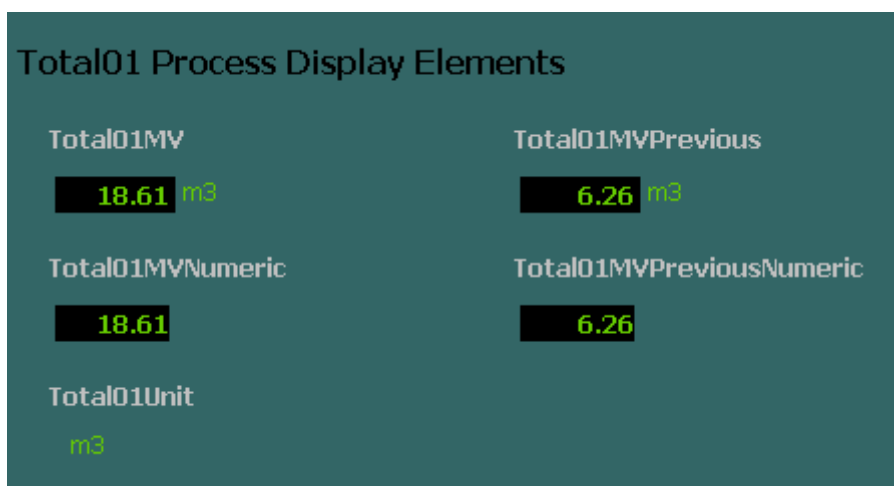 Total01 Process Display Elements
Total01MV Total01MVPrevious
18.61 m3 6.26 m3
Total01MVNumeric Total01MVPreviousNumeric
18.61 6.26
Total01Unit
m3